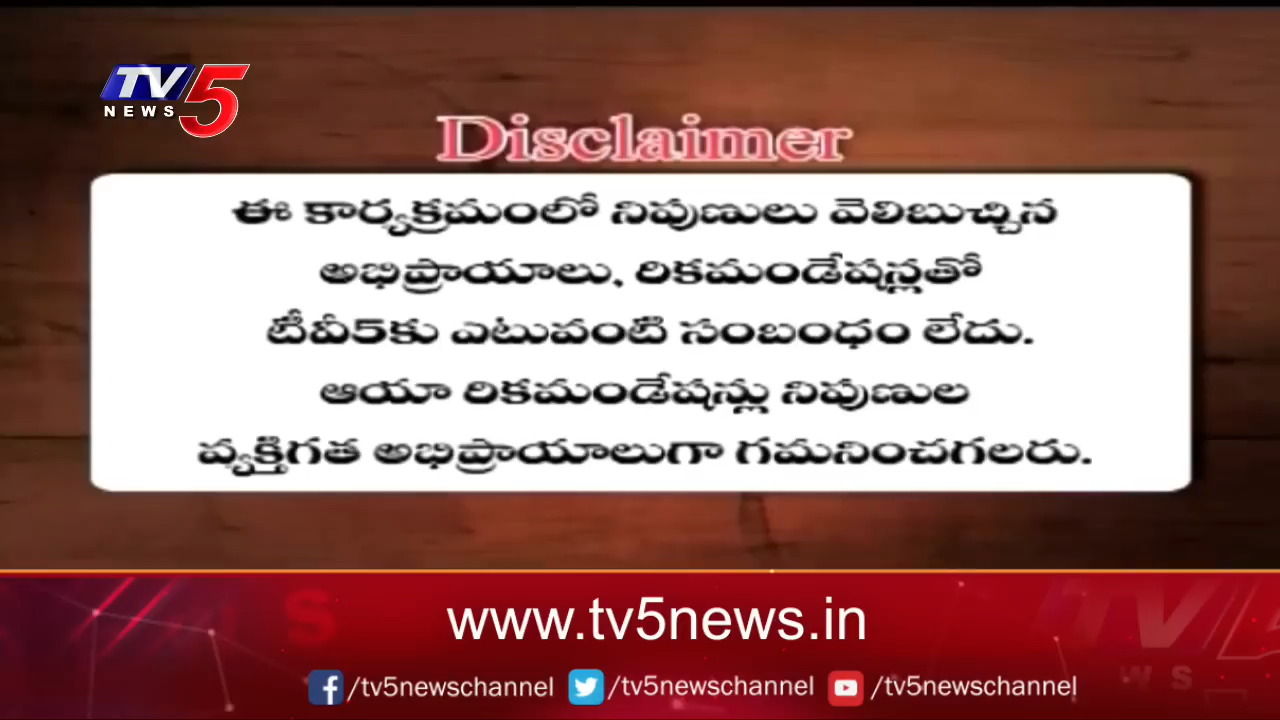 TV5
NEWS
Disclaimer
ఈ కార్యక్రమంలో నిపుణులు వెలిబుచ్చిన
అభిప్రాయాలు, రికమండేషన్లతో
టీవీ5కు ఎటువంటి సంబంధం లేదు.
ఆయా రికమండేషన్లు నిపుణుల
వ్యక్తిగత అభిప్రాయాలుగా గమనించగలరు.
www.tv5news.in
/tv5newschannel /tv5newschannel /tv5newschannel